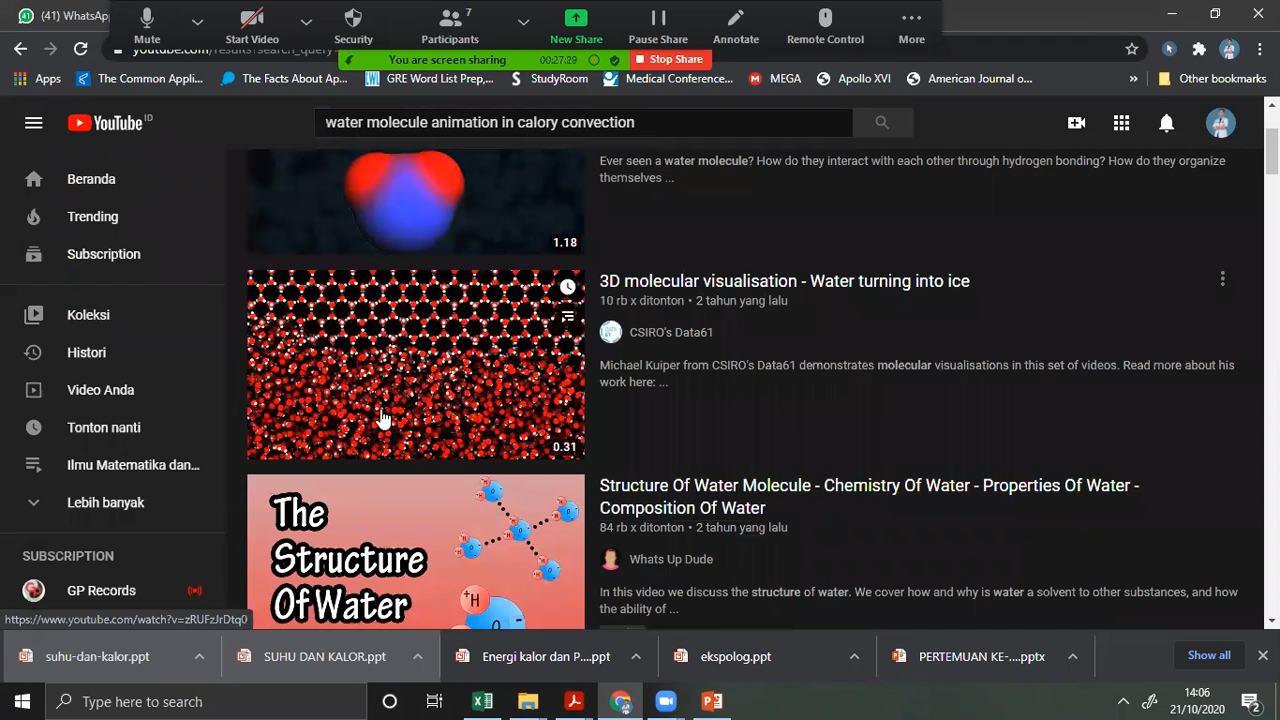 (41) WhatsApp
Mute
Start Video
Security
7
Participants
New Share
Pause Share
Annotate
Remote Control
More
youtube.com/results?search_query=
You are screen sharing
00:27:29
Stop Share
Apps
The Common Appli...
The Facts About Ap...
GRE Word List Prep,...
StudyRoom
Medical Conference...
MEGA
Apollo XVI
American Journal o...
»
Other bookmarks
YouTube ID
water molecule animation in calory convection
Beranda
Trending
Subscription
Koleksi
Histori
Video Anda
Tonton nanti
Ilmu Matematika dan...
Lebih banyak
SUBSCRIPTION
GP Records
Ever seen a water molecule? How do they interact with each other through hydrogen bonding? How do they organize
themselves ...
1.18
3D molecular visualisation - Water turning into ice
10 rb x ditonton • 2 tahun yang lalu
CSIRO's Data61
Michael Kuiper from CSIRO's Data61 demonstrates molecular visualisations in this set of videos. Read more about his
work here: ...
0.31
The
Structure
Of Water
+H
Structure Of Water Molecule - Chemistry Of Water - Properties Of Water -
Composition Of Water
84 rb x ditonton • 2 tahun yang lalu
Whats Up Dude
In this video we discuss the structure of water. We cover how and why is water a solvent to other substances, and how
the ability of ...
https://www.youtube.com/watch?v=zRUFzJrDtq0
suhu-dan-kalor.ppt
SUHU DAN KALOR.ppt
Energi kalor dan P....ppt
ekspolog.ppt
PERTEMUAN KE-....pptx
Show all
Type here to search
14:06
21/10/2020
2